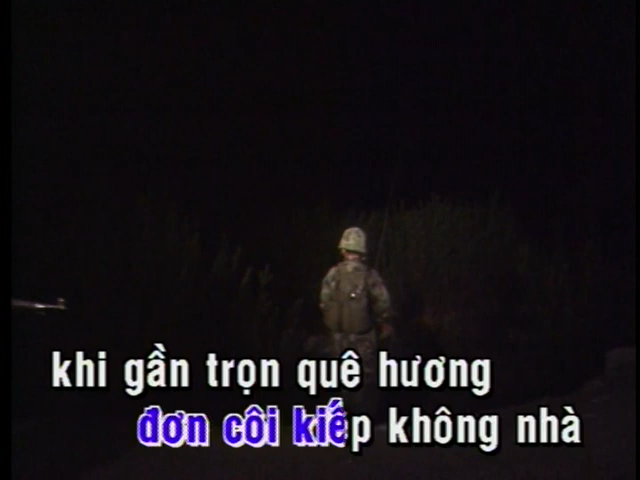 khi gần trọn quê hương
đơn côi kiếp không nhà